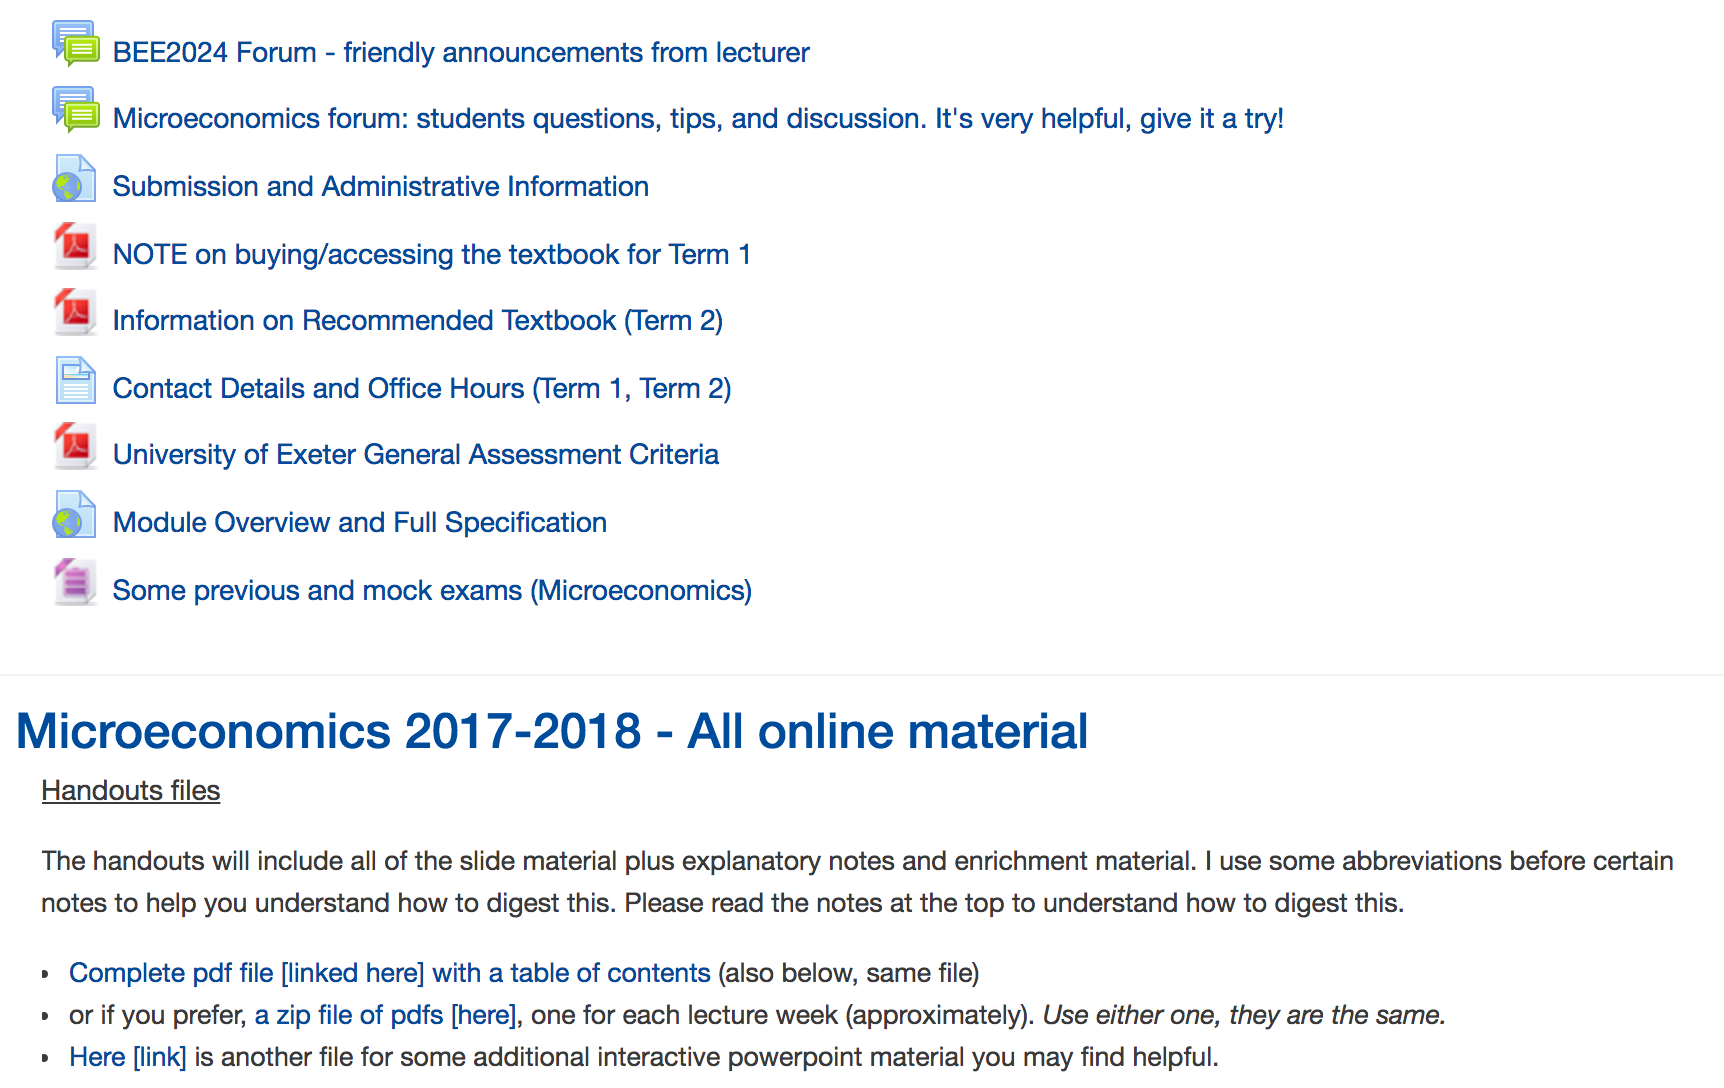 BEE2024 Forum - friendly announcements from lecturer
Microeconomics forum: students questions, tips, and discussion. It's very helpful, give it a try!
Submission and Administrative Information
NOTE on buying/accessing the textbook for Term 1
Information on Recommended Textbook (Term 2)
Contact Details and Office Hours (Term 1, Term 2)
University of Exeter General Assessment Criteria
Module Overview and Full Specification
Some previous and mock exams (Microeconomics)
Microeconomics 2017-2018 - All online material
Handouts files
The handouts will include all of the slide material plus explanatory notes and enrichment material. I use some abbreviations before certain
notes to help you understand how to digest this. Please read the notes at the top to understand how to digest this.
• Complete pdf file [linked here] with a table of contents (also below, same file)
• or if you prefer, a zip file of pdfs [here], one for each lecture week (approximately). Use either one, they are the same.
• Here [link] is another file for some additional interactive powerpoint material you may find helpful.